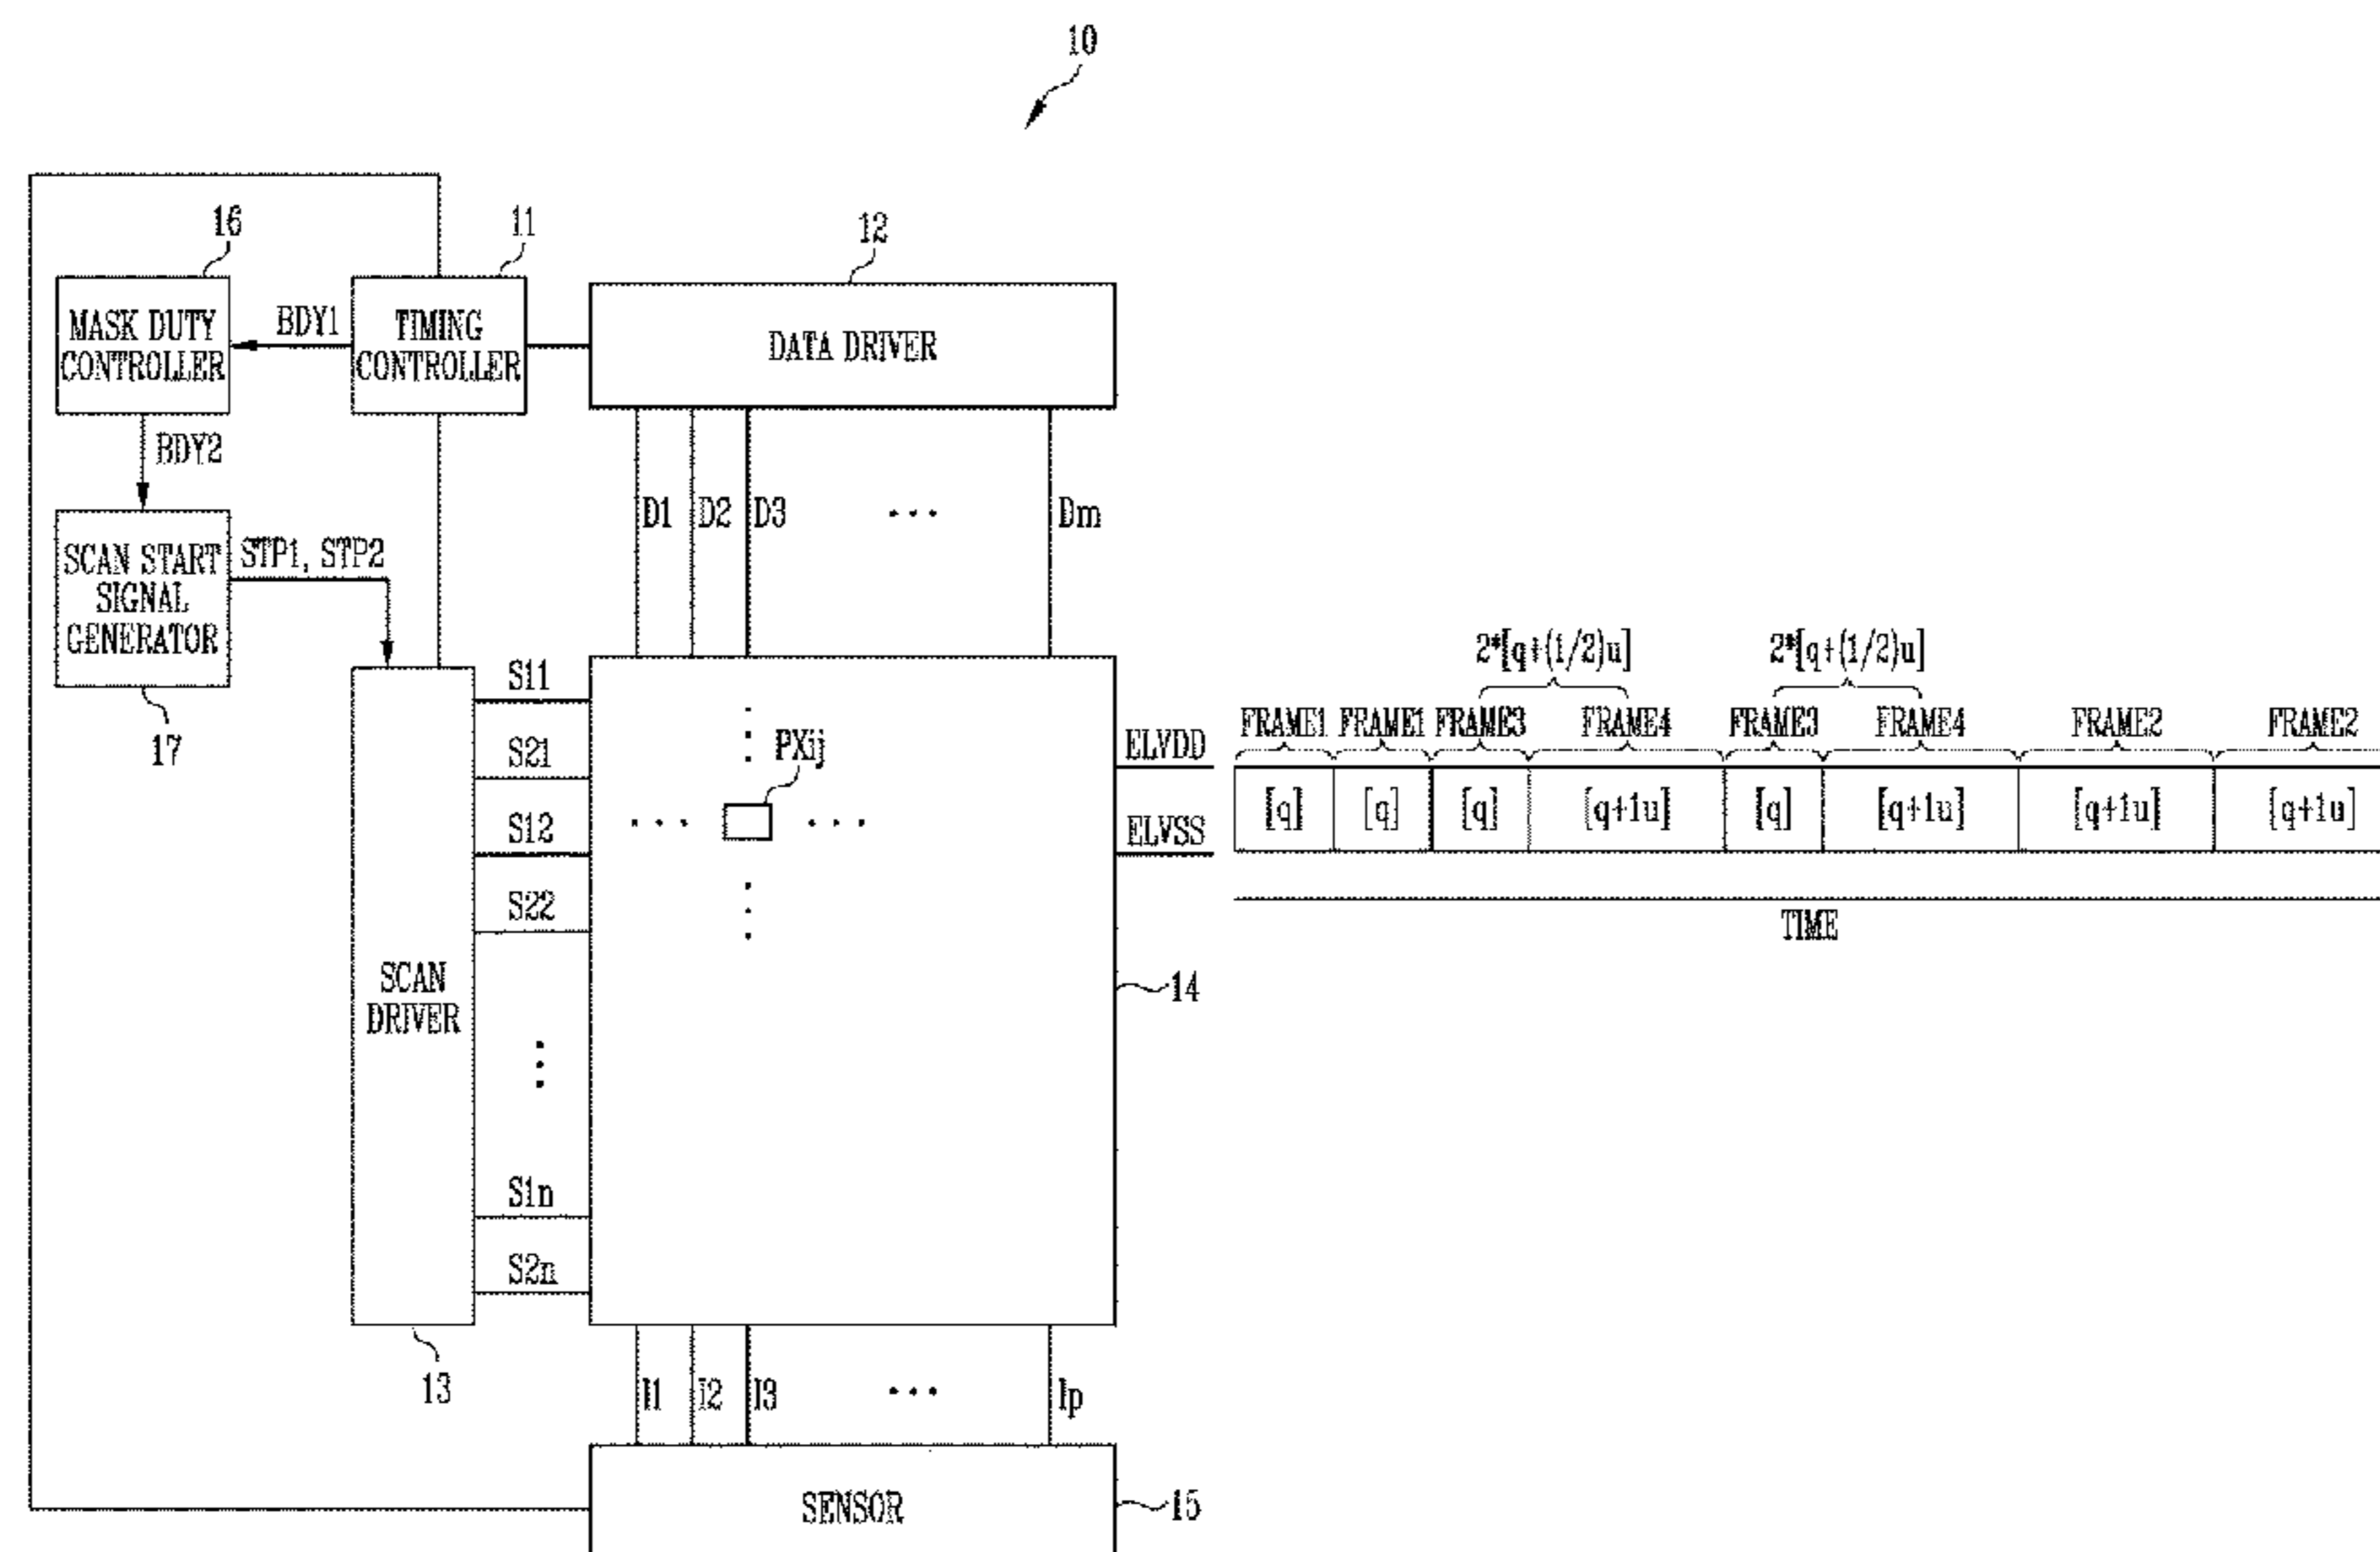 10
16
11
12
MASK DUTY
CONTROLLER
BDY1
TIMING
CONTROLLER
DATA DRIVER
BDY2
D1
D2
D3
...
Dm
SCAN START
SIGNAL
GENERATOR
STP1, STP2
17
S11
S21
S12
S22
S1n
S2n
SCAN
DRIVER
13
PXij
ELVDD
ELVSS
14
2*[q+(1/2)u]
2*[q+(1/2)u]
FRAME1
FRAME1
FRAME3
FRAME4
FRAME3
FRAME4
FRAME2
FRAME2
[q]
[q]
[q]
[q+1u]
[q]
[q+1u]
[q+1u]
[q+1u]
TIME
I1
I2
I3
...
Ip
SENSOR
15